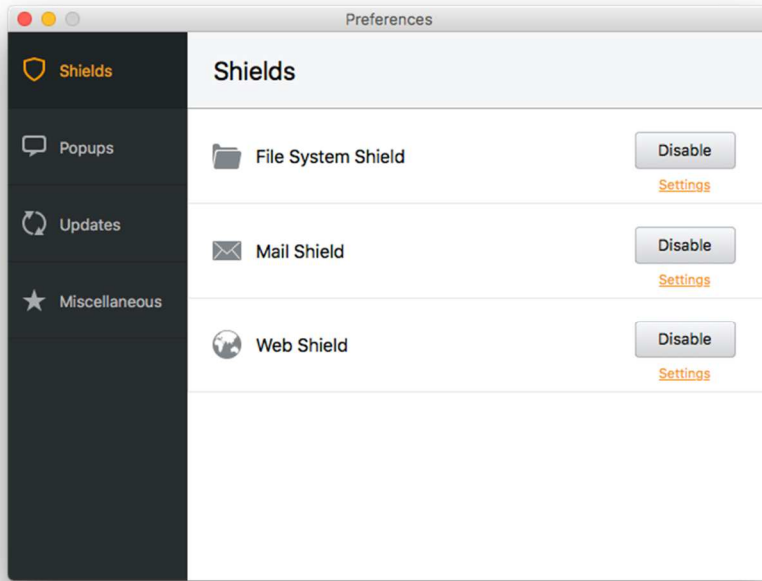 Preferences
Shields
Popups
Updates
Miscellaneous
Shields
File System Shield
Disable
Settings
Mail Shield
Disable
Settings
Web Shield
Disable
Settings